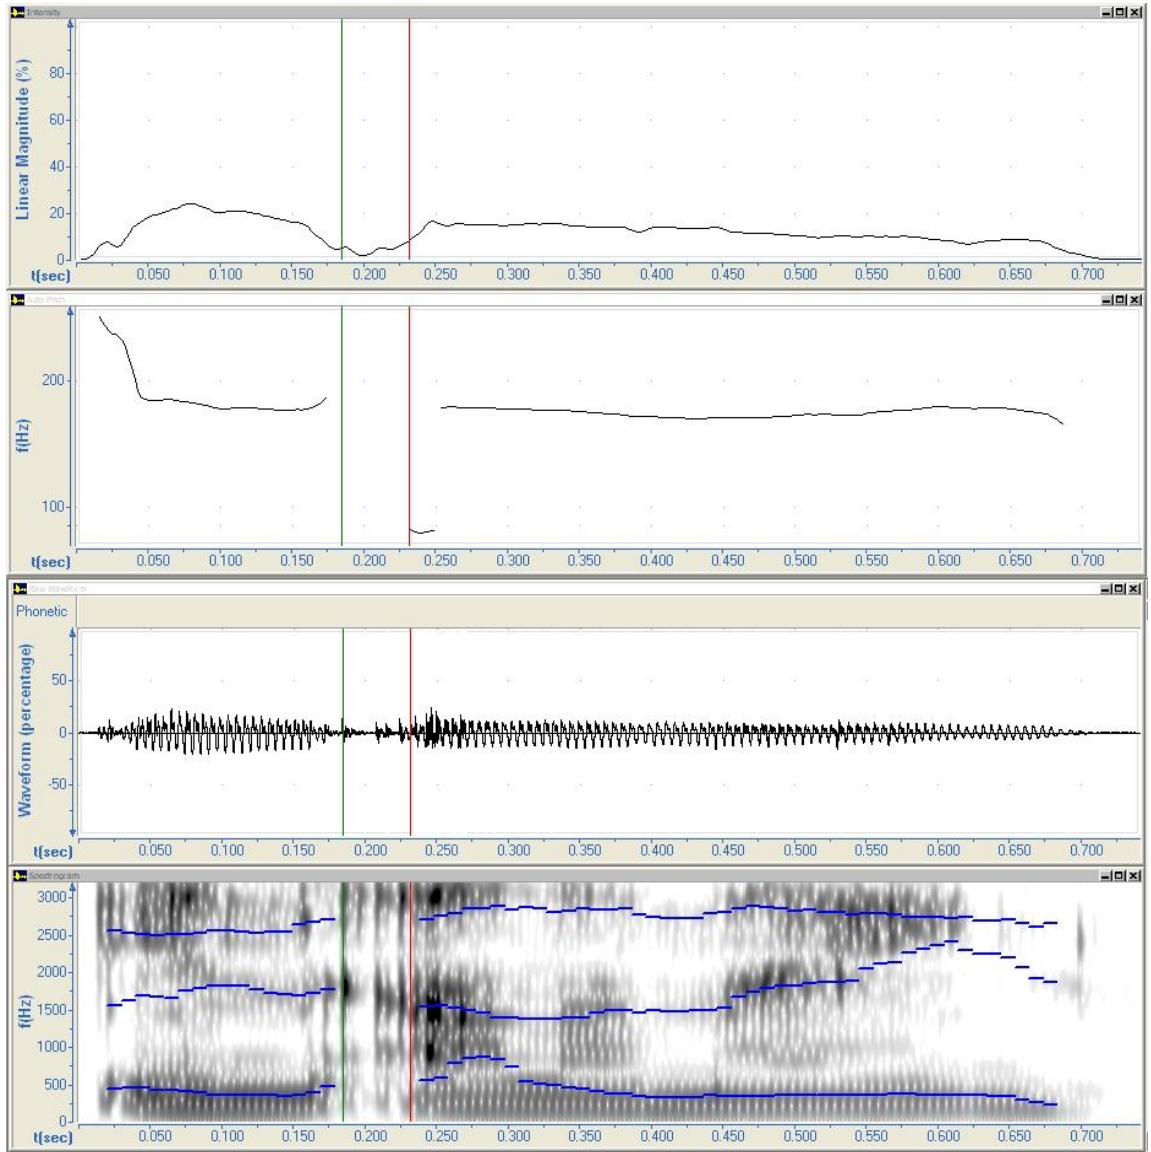 Intensity
Linear Magnitude (%)
80
60
40
20
0
t(sec)
0.050 0.100 0.150 0.200 0.250 0.300 0.350 0.400 0.450 0.500 0.550 0.600 0.650 0.700
Auto Pitch
f(Hz)
200
100
t(sec)
0.050 0.100 0.150 0.200 0.250 0.300 0.350 0.400 0.450 0.500 0.550 0.600 0.650 0.700
Raw Waveform
Phonetic
Waveform (percentage)
50
0
-50
t(sec)
0.050 0.100 0.150 0.200 0.250 0.300 0.350 0.400 0.450 0.500 0.550 0.600 0.650 0.700
Spectrogram
f(Hz)
3000
2500
2000
1500
1000
500
0
t(sec)
0.050 0.100 0.150 0.200 0.250 0.300 0.350 0.400 0.450 0.500 0.550 0.600 0.650 0.700